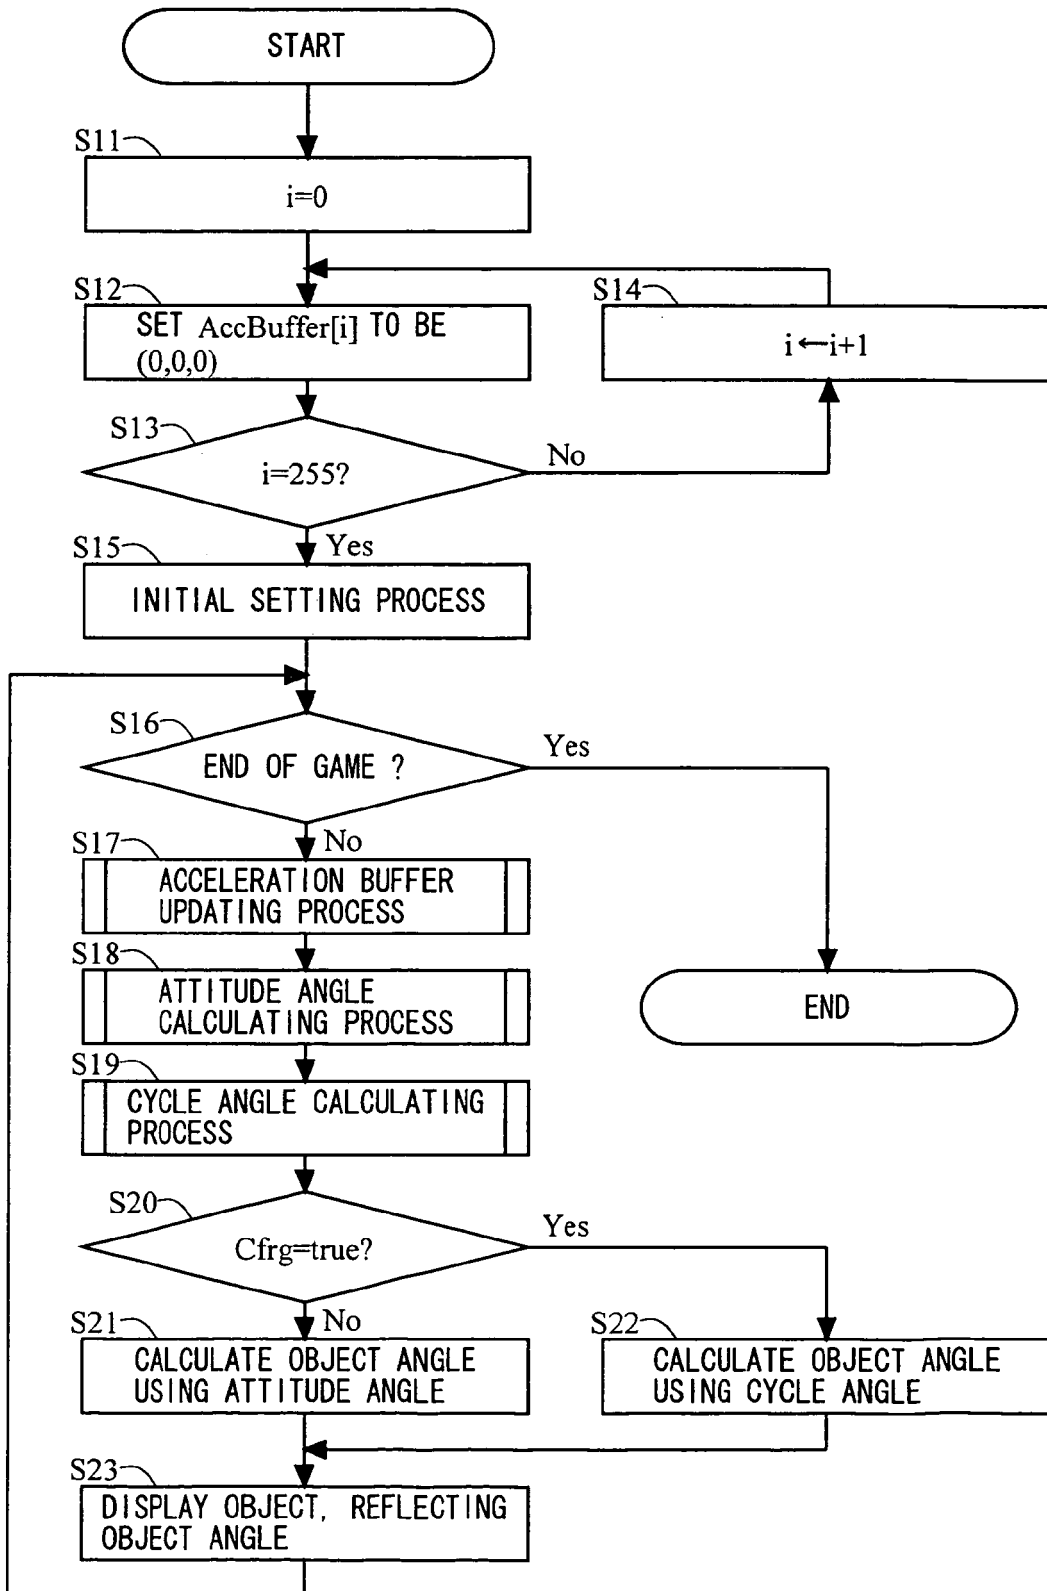 START
S11
i=0
S12
SET AccBuffer[i] TO BE
(0,0,0)
S14
i←i+1
S13
i=255?
No
Yes
S15
INITIAL SETTING PROCESS
S16
END OF GAME ?
Yes
No
S17
ACCELERATION BUFFER
UPDATING PROCESS
S18
ATTITUDE ANGLE
CALCULATING PROCESS
END
S19
CYCLE ANGLE CALCULATING
PROCESS
S20
Cfrg=true?
Yes
No
S21
CALCULATE OBJECT ANGLE
USING ATTITUDE ANGLE
S22
CALCULATE OBJECT ANGLE
USING CYCLE ANGLE
S23
DISPLAY OBJECT, REFLECTING
OBJECT ANGLE